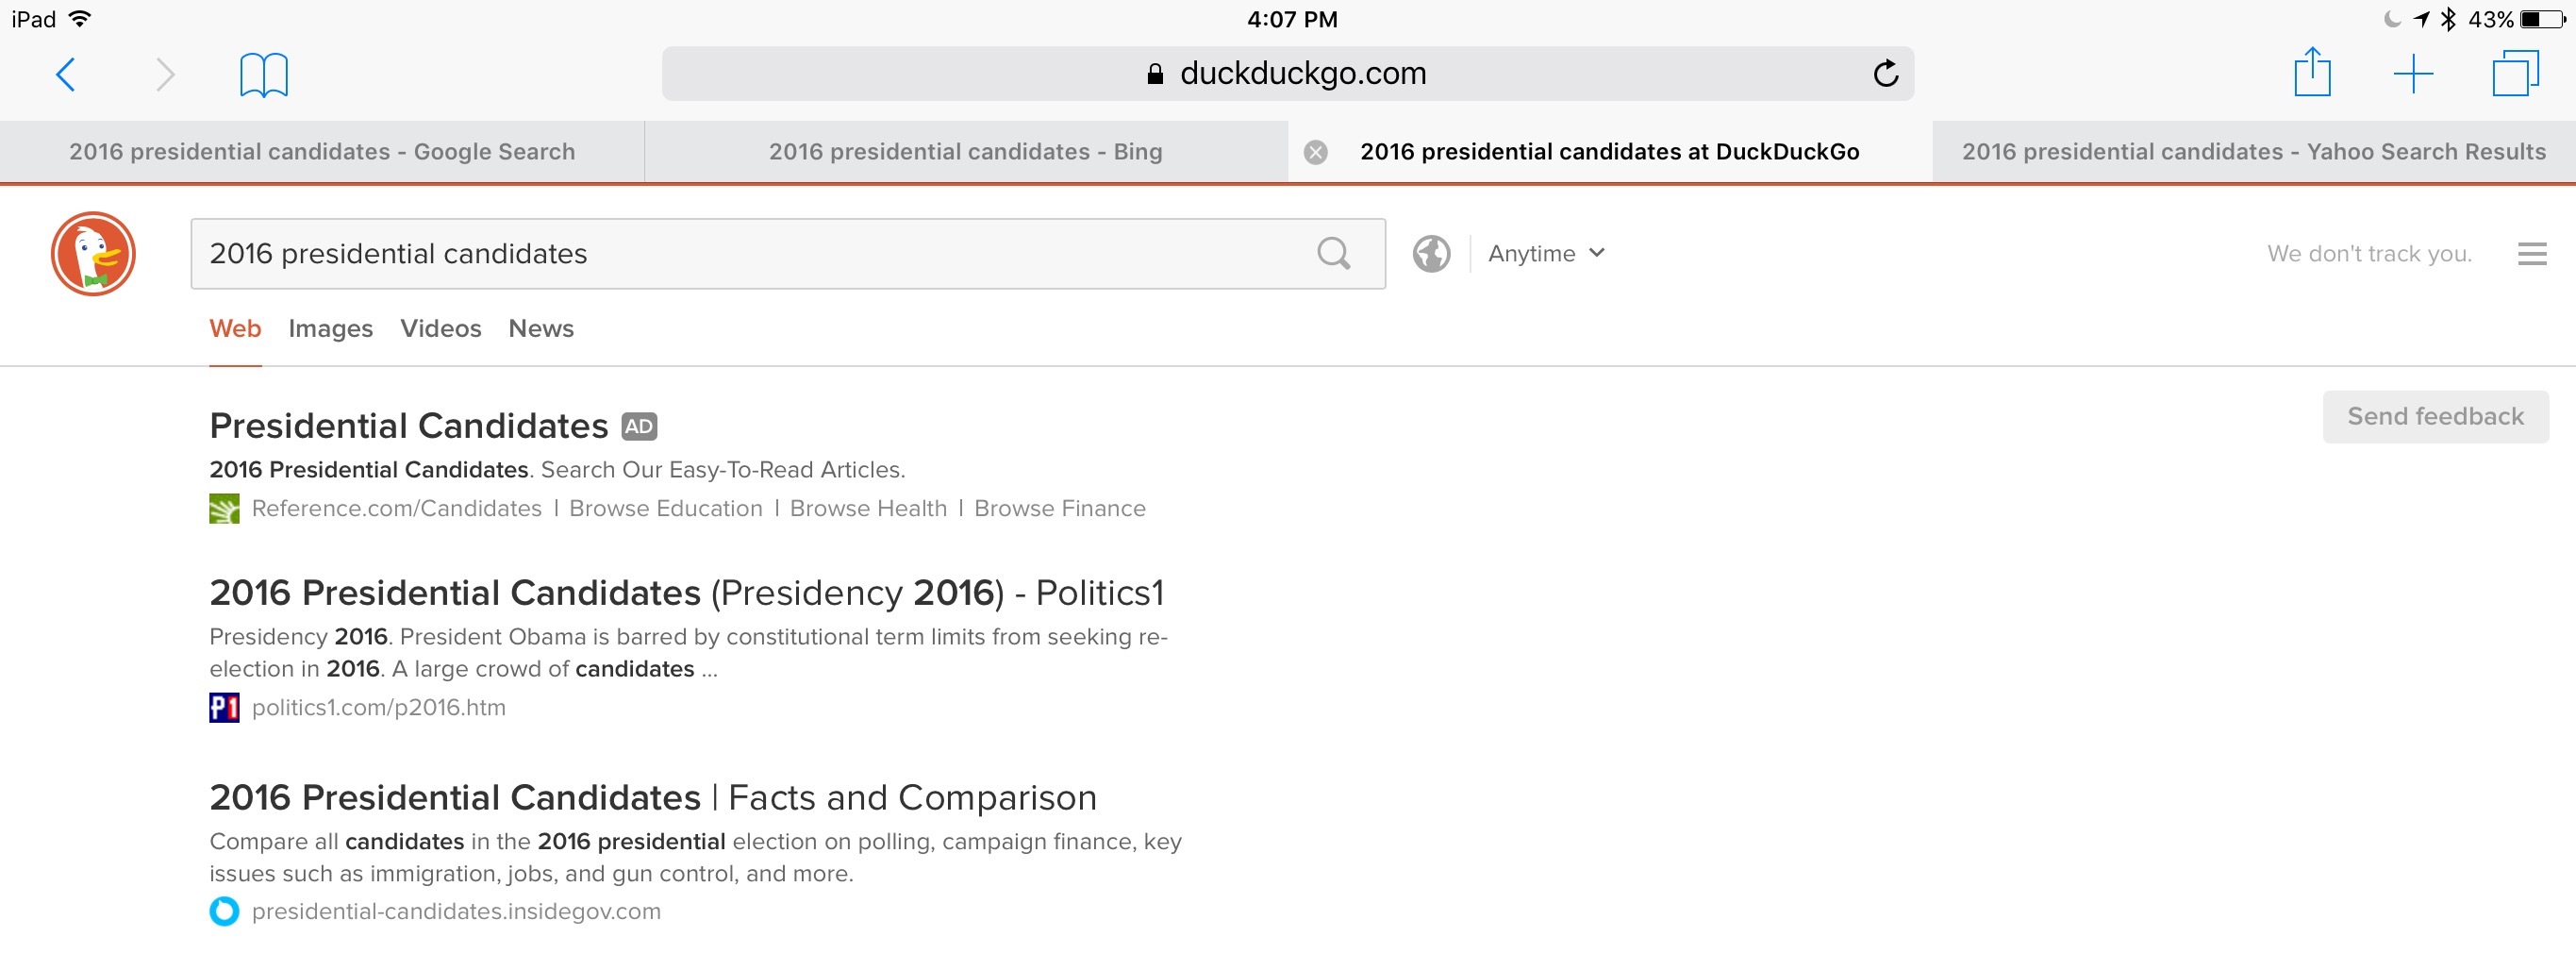 iPad 4:07 PM 43%
duckduckgo.com
2016 presidential candidates - Google Search 2016 presidential candidates - Bing 2016 presidential candidates at DuckDuckGo 2016 presidential candidates - Yahoo Search Results
2016 presidential candidates Anytime We don't track you.
Web Images Videos News
Send feedback
Presidential Candidates AD
2016 Presidential Candidates. Search Our Easy-To-Read Articles.
Reference.com/Candidates | Browse Education | Browse Health | Browse Finance
2016 Presidential Candidates (Presidency 2016) - Politics1
Presidency 2016. President Obama is barred by constitutional term limits from seeking re-
election in 2016. A large crowd of candidates ...
P1 politics1.com/p2016.htm
2016 Presidential Candidates | Facts and Comparison
Compare all candidates in the 2016 presidential election on polling, campaign finance, key
issues such as immigration, jobs, and gun control, and more.
presidential-candidates.insidegov.com